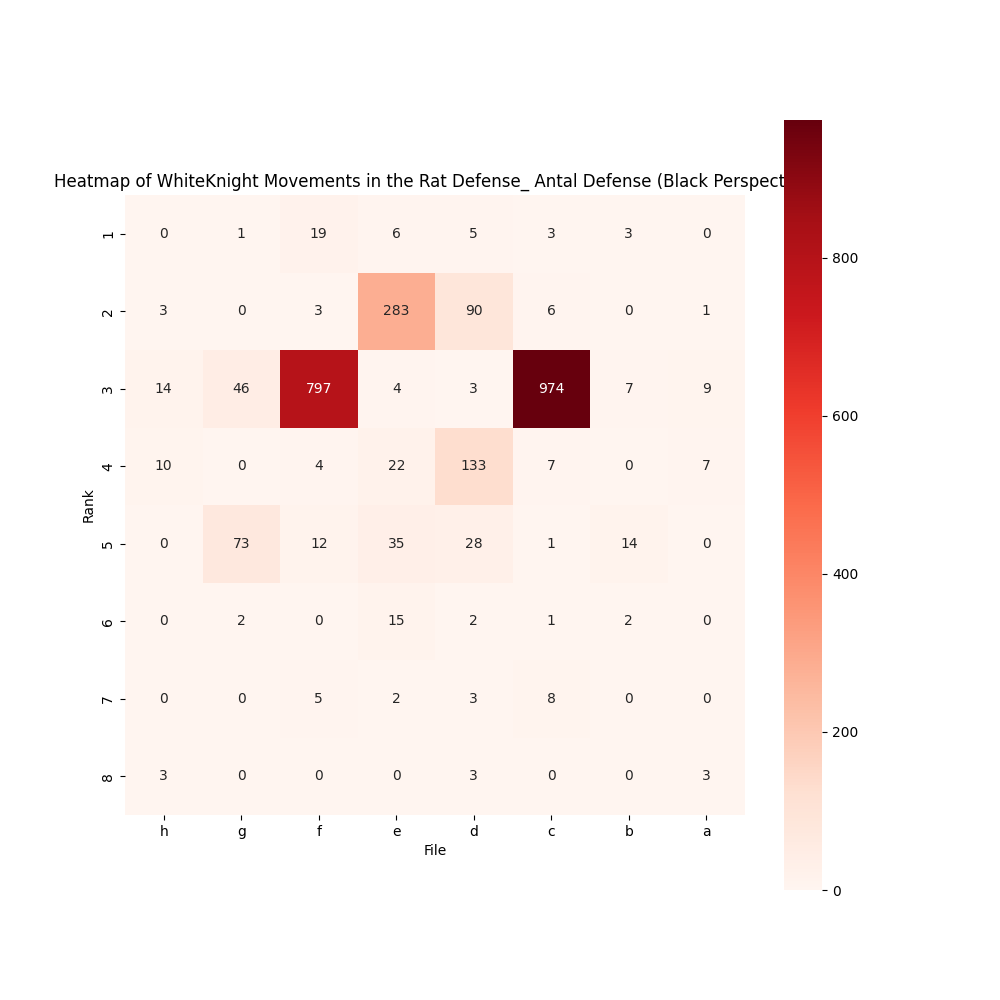 Heatmap of WhiteKnight Movements in the Rat Defense_ Antal Defense (Black Perspect
1 0 1 19 6 5 3 3 0
2 3 0 3 283 90 6 0 1
3 14 46 797 4 3 974 7 9
4 10 0 4 22 133 7 0 7
5 0 73 12 35 28 1 14 0
6 0 2 0 15 2 1 2 0
7 0 0 5 2 3 8 0 0
8 3 0 0 0 3 0 0 3
Rank
h g f e d c b a
File
800
600
400
200
0